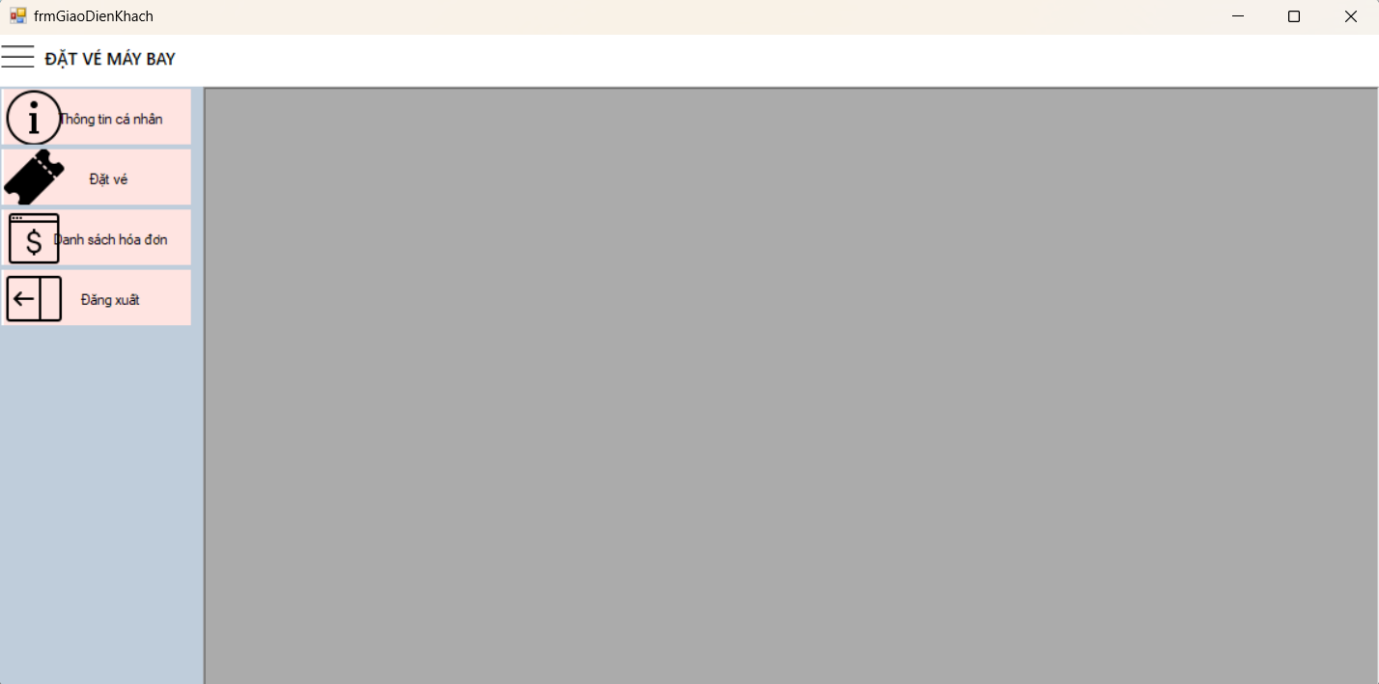 frmGiaoDienKhach
ĐẶT VÉ MÁY BAY
Thông tin cá nhân
Đặt vé
$
Danh sách hóa đơn
Đăng xuất